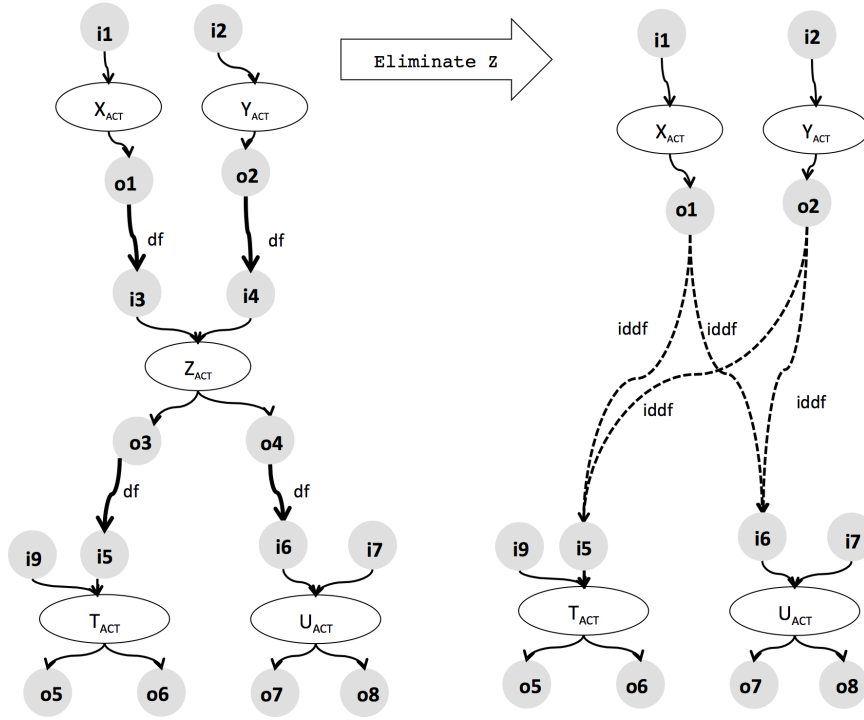 i1
i2
Eliminate Z
i1
i2
XACT
YACT
XACT
YACT
o1
o2
o1
o2
df
df
i3
i4
iddf
iddf
ZACT
iddf
iddf
o3
o4
df
df
i9
i5
i6
i7
i9
i5
i6
i7
TACT
UACT
TACT
UACT
o5
o6
o7
o8
o5
o6
o7
o8